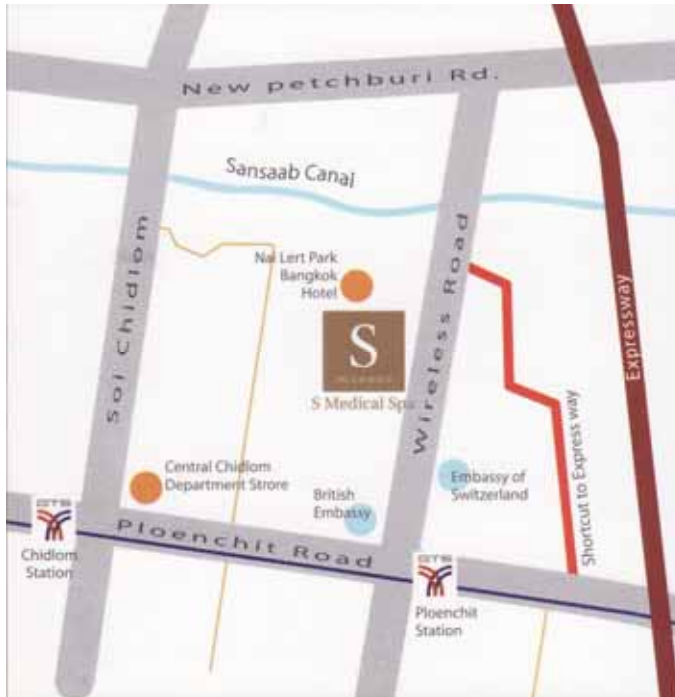 New petchburi Rd.
Sansaab Canal
Soi Chidlom
Nai Lert Park
Bangkok
Hotel
Wireless Road
Expressway
S
S Medical Spa
Shortcut to Express way
Central Chidlom
Department Strore
British
Embassy
Embassy of
Switzerland
BTS
Chidlom
Station
Ploenchit Road
BTS
Ploenchit
Station